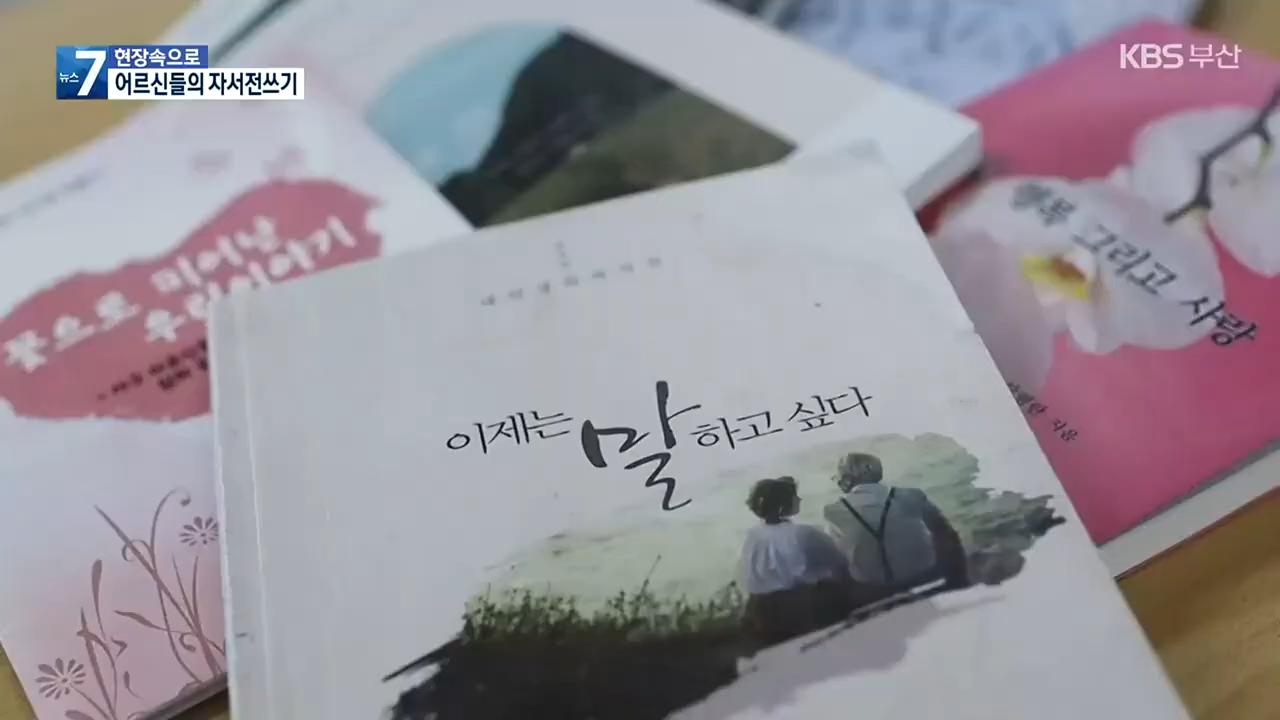 현장속으로
뉴스 7
어르신들의 자서전쓰기
KBS 부산
꽃으로 피어난
우리이야기
이제는 말하고 싶다
행복 그리고 사랑
지음